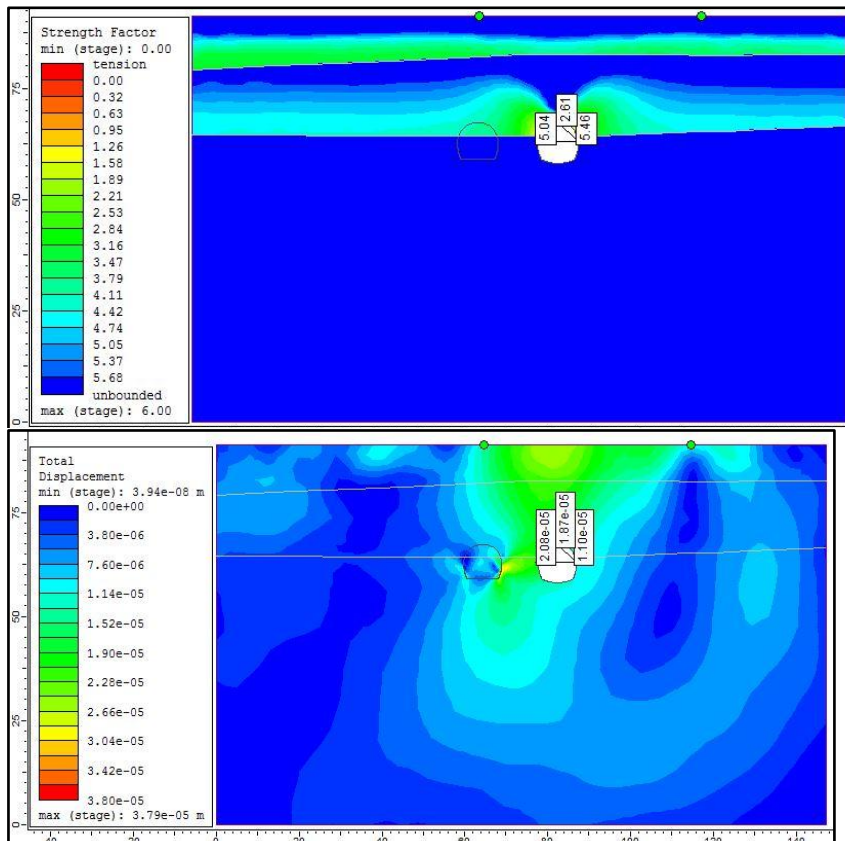 Strength Factor
min (stage): 0.00
tension
0.00
0.32
0.63
0.95
1.26
1.58
1.89
2.21
2.53
2.84
3.16
3.47
3.79
4.11
4.42
4.74
5.05
5.37
5.68
unbounded
max (stage): 6.00
75
50
25
0
5.04
2.61
5.46
Total
Displacement
min (stage): 3.94e-08 m
0.00e+00
3.80e-06
7.60e-06
1.14e-05
1.52e-05
1.90e-05
2.28e-05
2.66e-05
3.04e-05
3.42e-05
3.80e-05
max (stage): 3.79e-05 m
75
50
25
0
2.08e-05
1.87e-05
1.10e-05
0 20 40 60 80 100 120 140